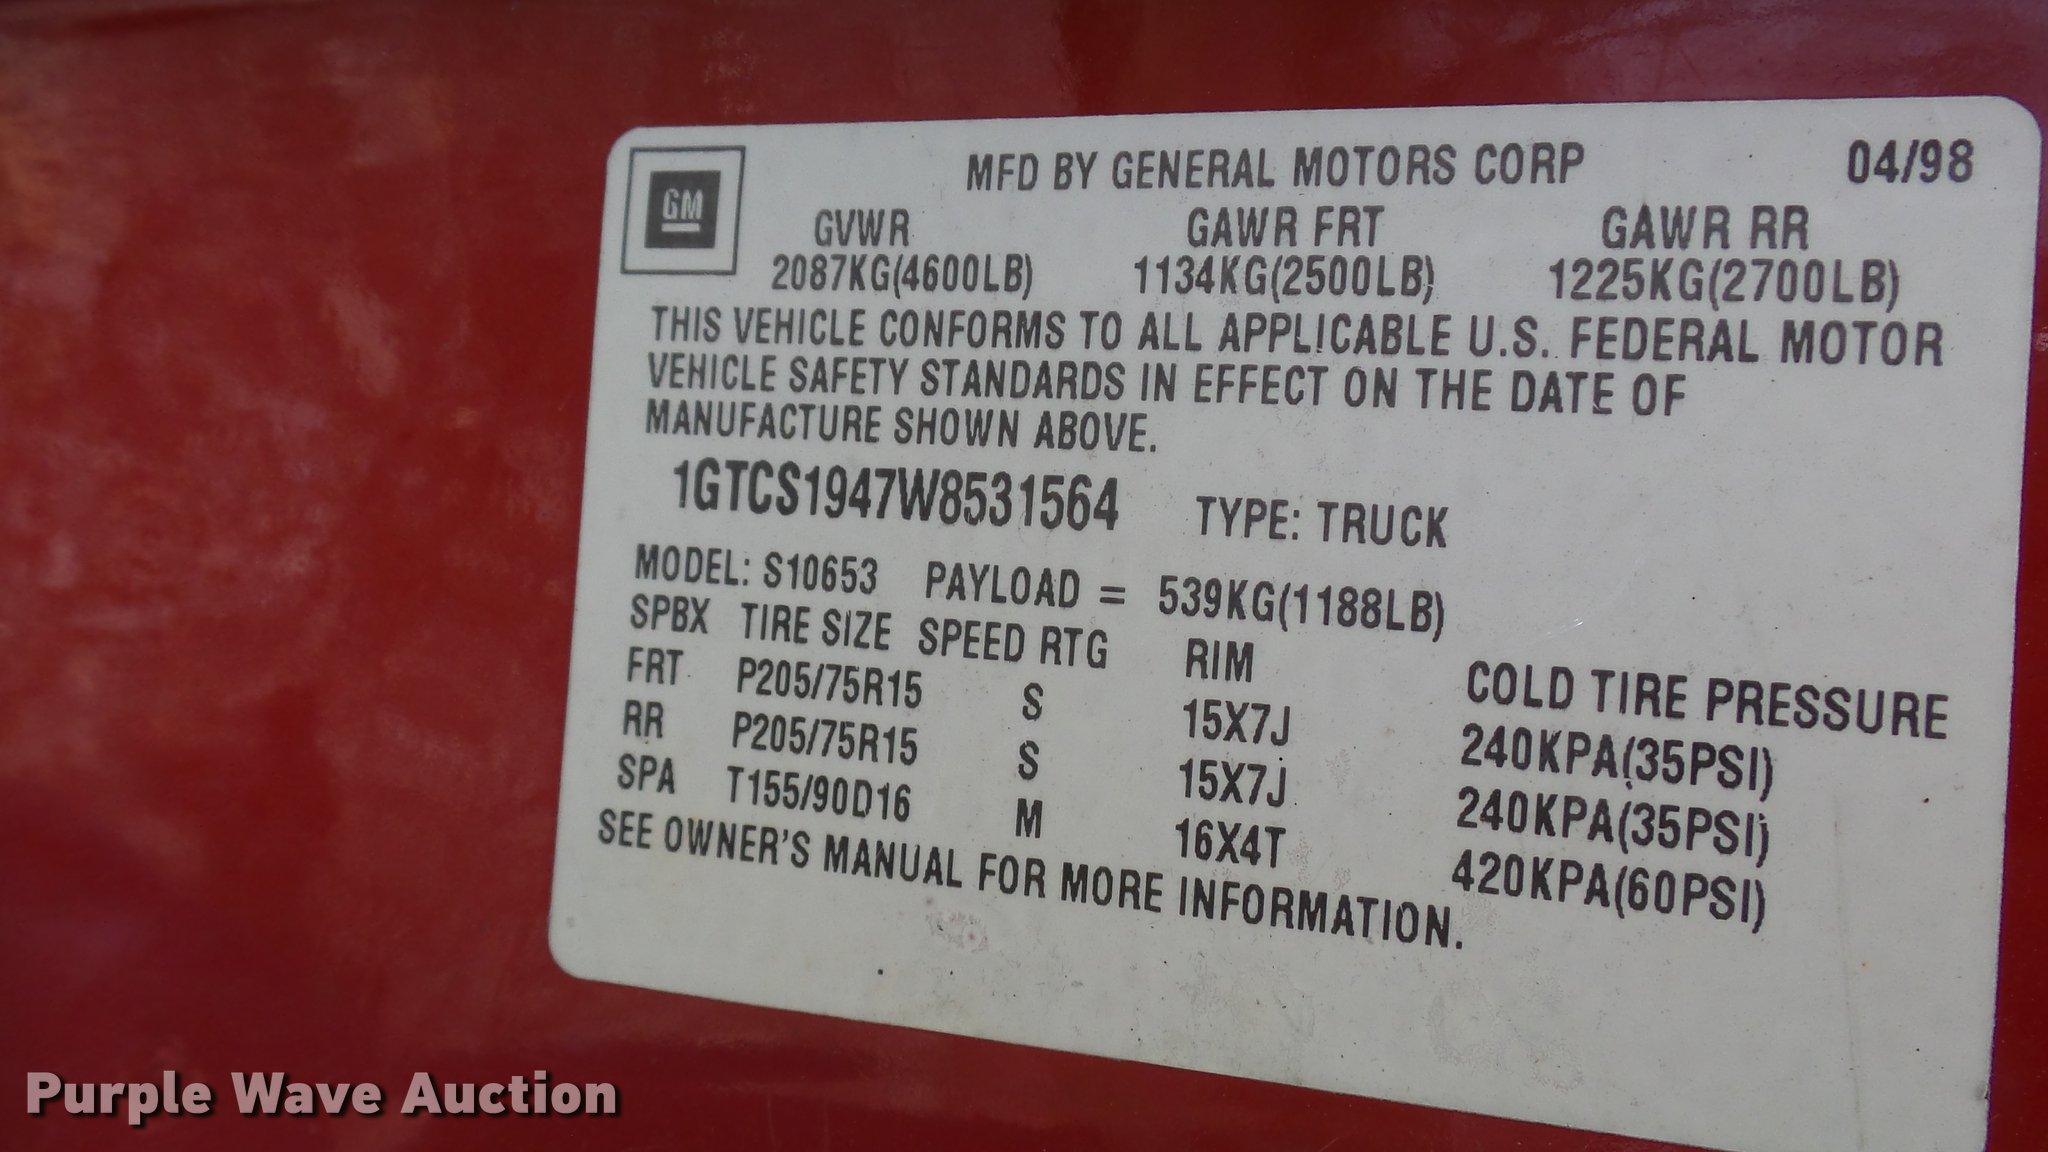 GM
MFD BY GENERAL MOTORS CORP 04/98
GVWR GAWR FRT GAWR RR
2087KG(4600LB) 1134KG(2500LB) 1225KG(2700LB)
THIS VEHICLE CONFORMS TO ALL APPLICABLE U.S. FEDERAL MOTOR
VEHICLE SAFETY STANDARDS IN EFFECT ON THE DATE OF
MANUFACTURE SHOWN ABOVE.
1GTCS1947W8531564 TYPE: TRUCK
MODEL: S10653 PAYLOAD = 539KG(1188LB)
SPBX TIRE SIZE SPEED RTG RIM COLD TIRE PRESSURE
FRT P205/75R15 S 15X7J 240KPA(35PSI)
RR P205/75R15 S 15X7J 240KPA(35PSI)
SPA T155/90D16 M 16X4T 420KPA(60PSI)
SEE OWNER'S MANUAL FOR MORE INFORMATION.
Purple Wave Auction